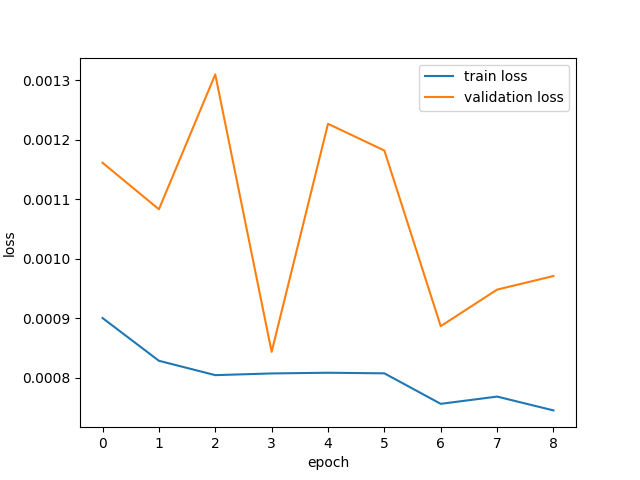 train loss
validation loss
0.0013
0.0012
0.0011
0.0010
0.0009
0.0008
loss
0 1 2 3 4 5 6 7 8
epoch